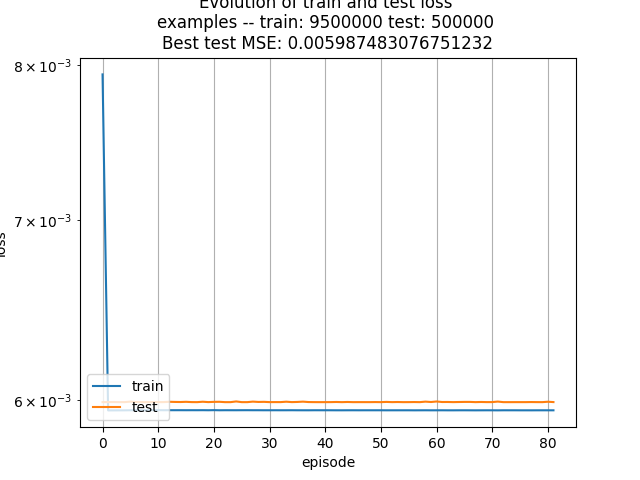 Evolution of train and test loss
examples -- train: 9500000 test: 500000
Best test MSE: 0.005987483076751232
8 × 10⁻³
7 × 10⁻³
6 × 10⁻³
loss
train
test
0 10 20 30 40 50 60 70 80
episode